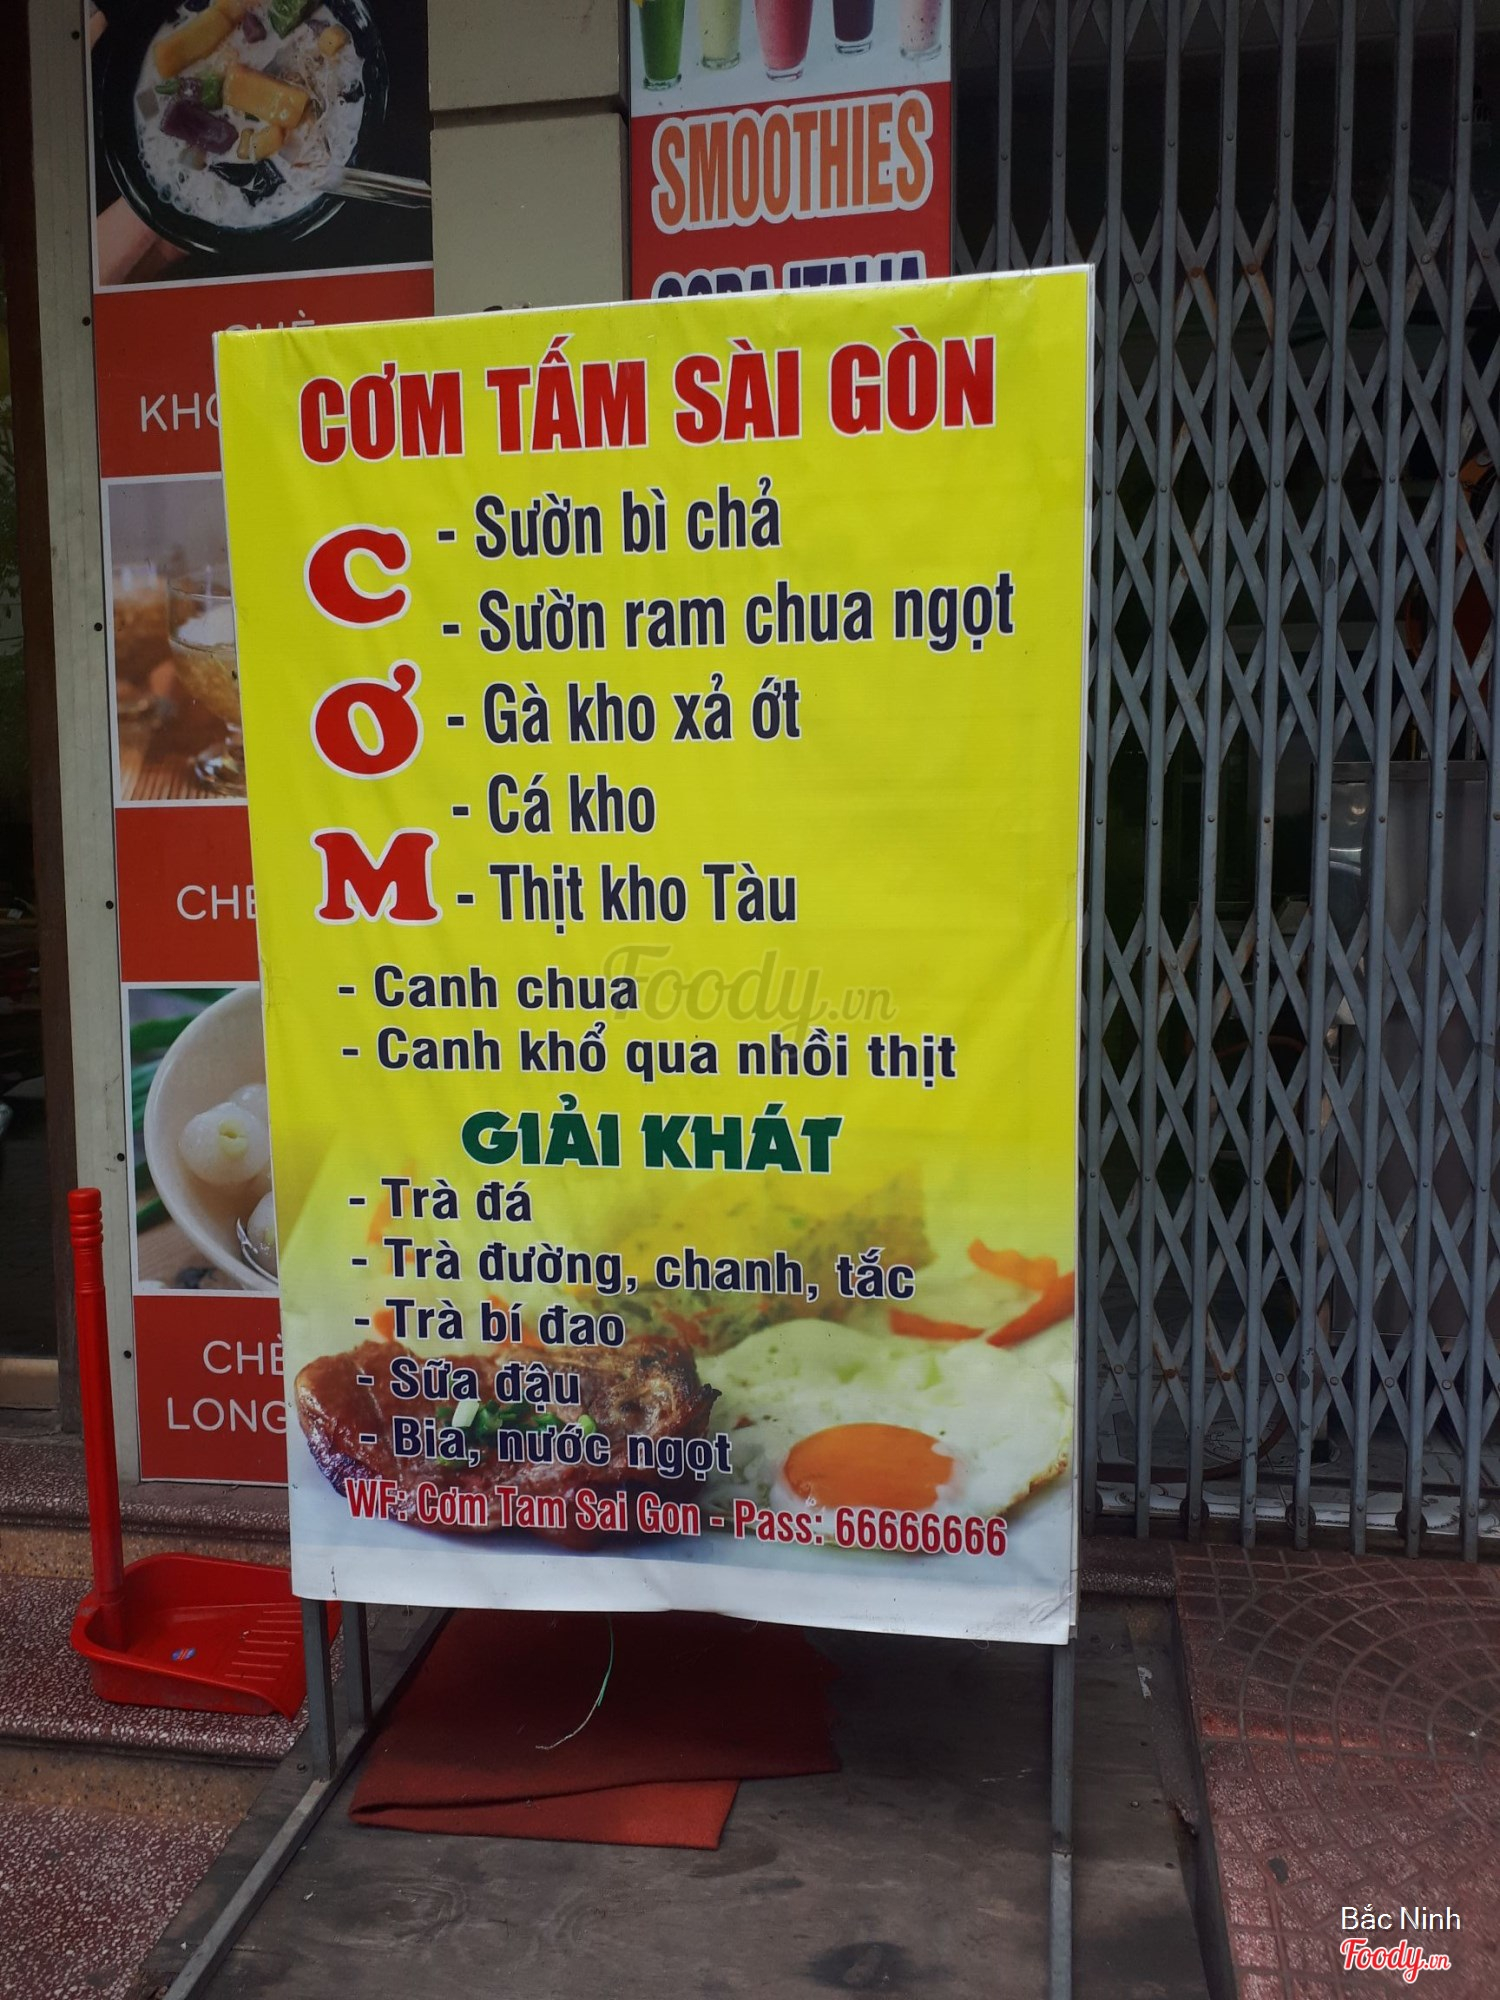 SMOOTHIES
CƠM TẤM SÀI GÒN
CƠM
- Sườn bì chả
- Sườn ram chua ngọt
- Gà kho xả ớt
- Cá kho
- Thịt kho Tàu
- Canh chua
- Canh khổ qua nhồi thịt
GIẢI KHÁT
- Trà đá
- Trà đường, chanh, tắc
- Trà bí đao
- Sữa đậu
- Bia, nước ngọt
WF: Cơm Tam Sai Gon - Pass: 66666666
CHÈ
LONG
Foody.vn
Bắc Ninh
Foody.vn